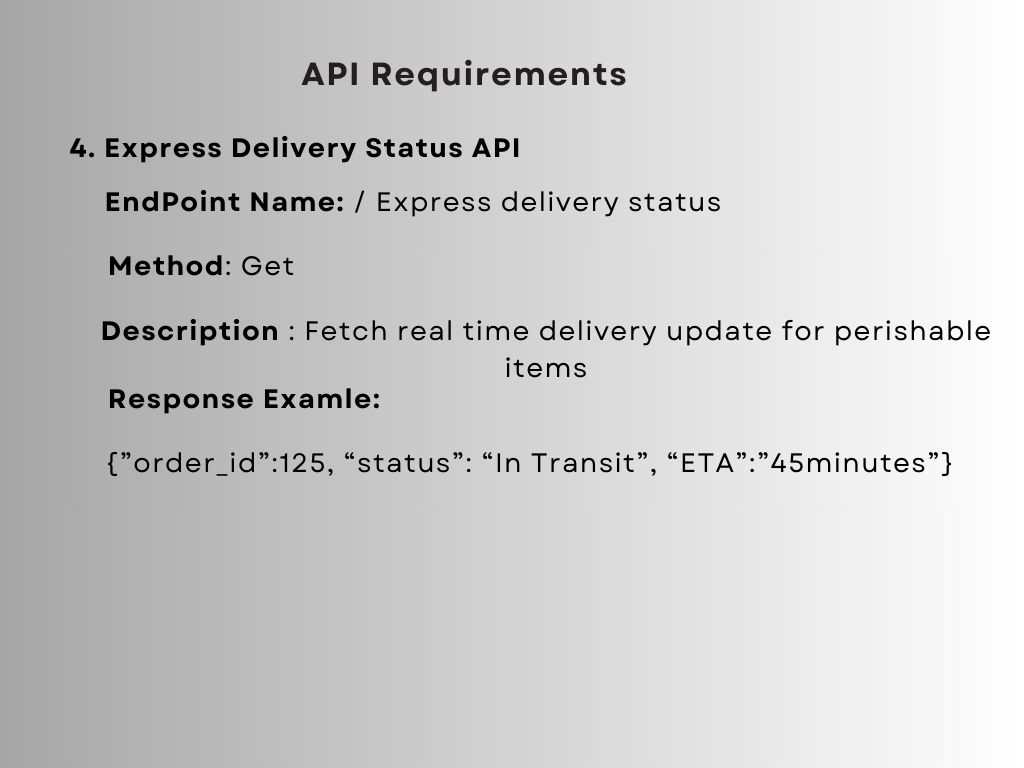 API Requirements
4. Express Delivery Status API
EndPoint Name: / Express delivery status
Method: Get
Description : Fetch real time delivery update for perishable
items
Response Examle:
{”order_id”:125, “status”: “In Transit”, “ETA”:”45minutes”}